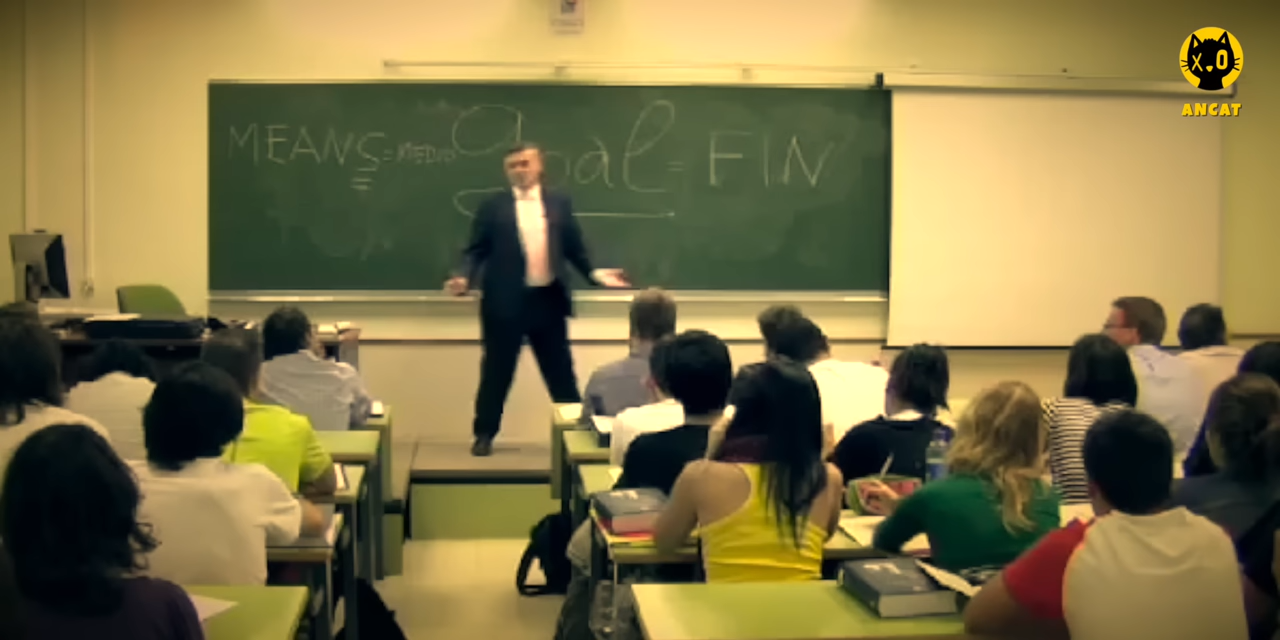 MEANS = MEDIO Goal = FIN
X O
ANCAT